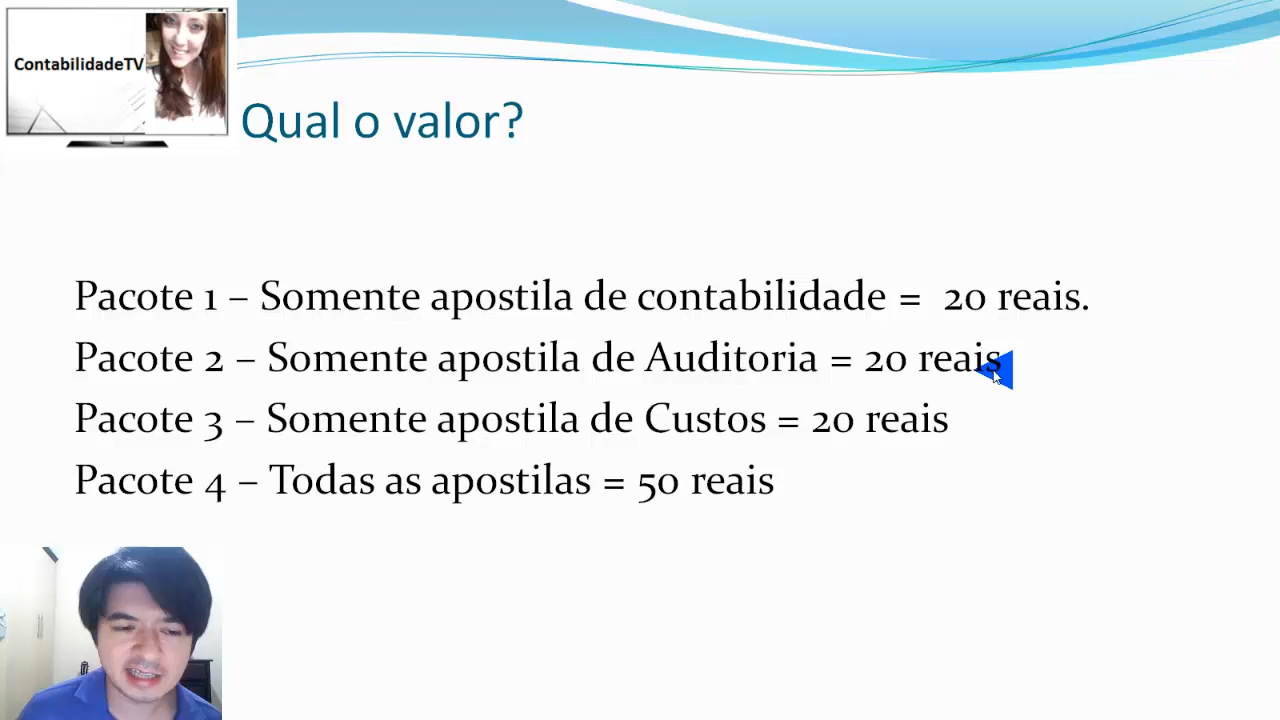 ContabilidadeTV
Qual o valor?
Pacote 1 – Somente apostila de contabilidade = 20 reais.
Pacote 2 – Somente apostila de Auditoria = 20 reais
Pacote 3 – Somente apostila de Custos = 20 reais
Pacote 4 – Todas as apostilas = 50 reais